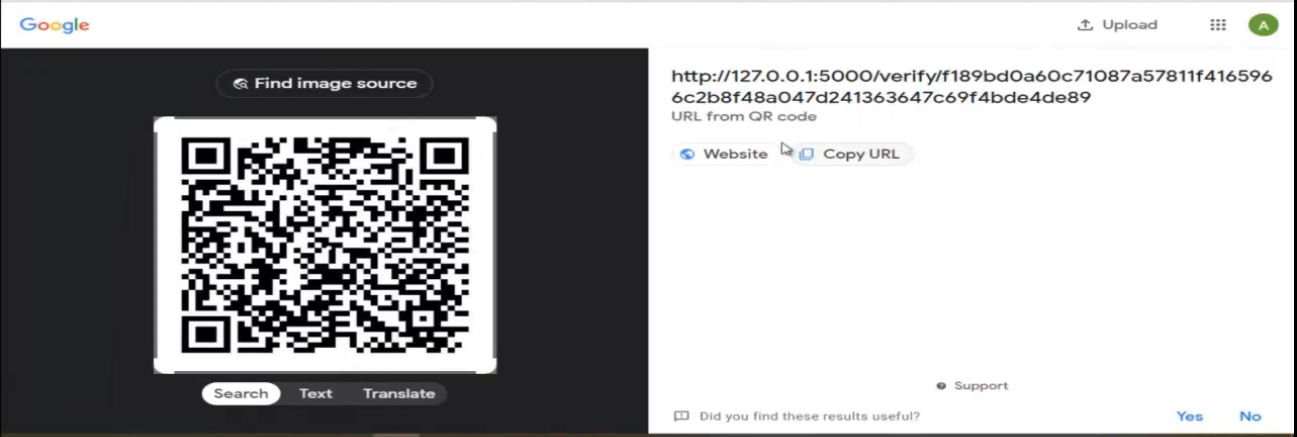 Google
Upload
A
Find image source
http://127.0.0.1:5000/verify/f189bd0a60c71087a57811f416596
6c2b8f48a047d241363647c69f4bde4de89
URL from QR code
Website
Copy URL
Search
Text
Translate
Support
Did you find these results useful?
Yes
No